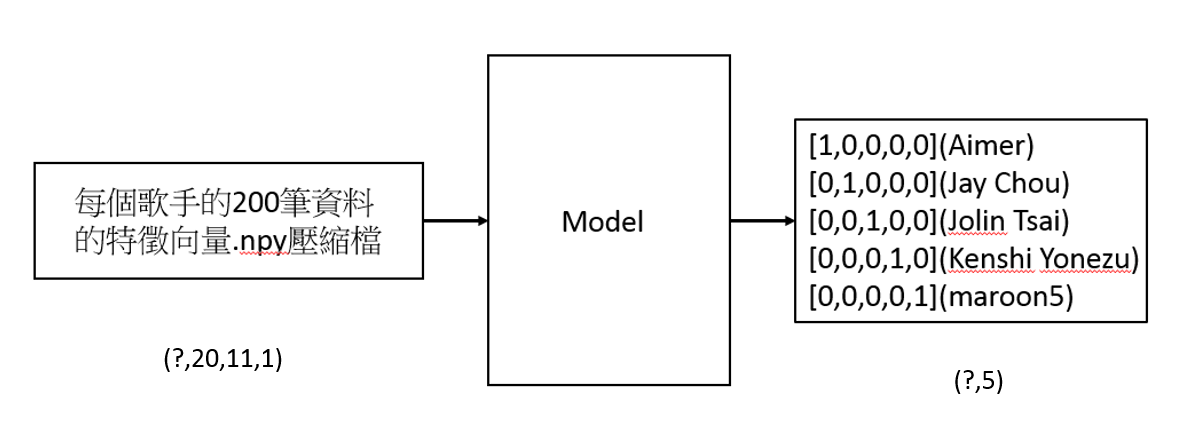 每個歌手的200筆資料
的特徵向量.npy壓縮檔
(?,20,11,1)
Model
[1,0,0,0,0](Aimer)
[0,1,0,0,0](Jay Chou)
[0,0,1,0,0](Jolin Tsai)
[0,0,0,1,0](Kenshi Yonezu)
[0,0,0,0,1](maroon5)
(?,5)